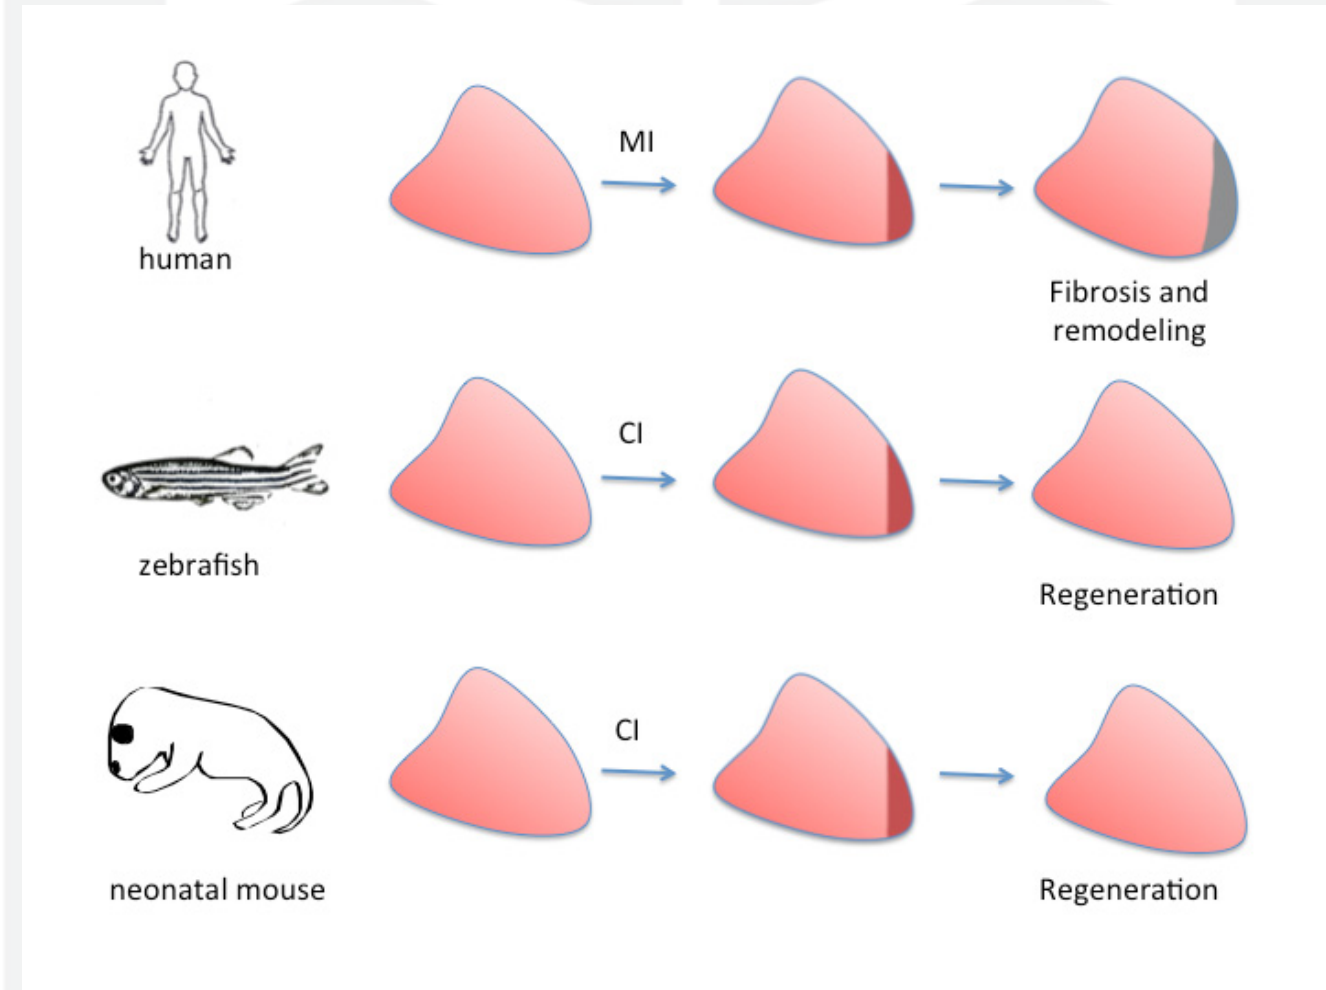 MI
human
Fibrosis and
remodeling
CI
zebrafish
Regeneration
CI
neonatal mouse
Regeneration